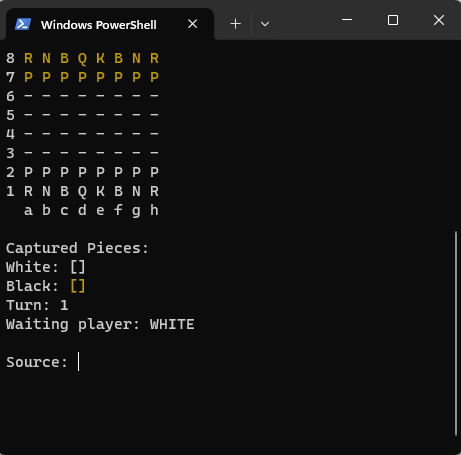 Windows PowerShell
8 R N B Q K B N R
7 P P P P P P P P
6 - - - - - - - -
5 - - - - - - - -
4 - - - - - - - -
3 - - - - - - - -
2 P P P P P P P P
1 R N B Q K B N R
  a b c d e f g h
Captured Pieces:
White: []
Black: []
Turn: 1
Waiting player: WHITE
Source: